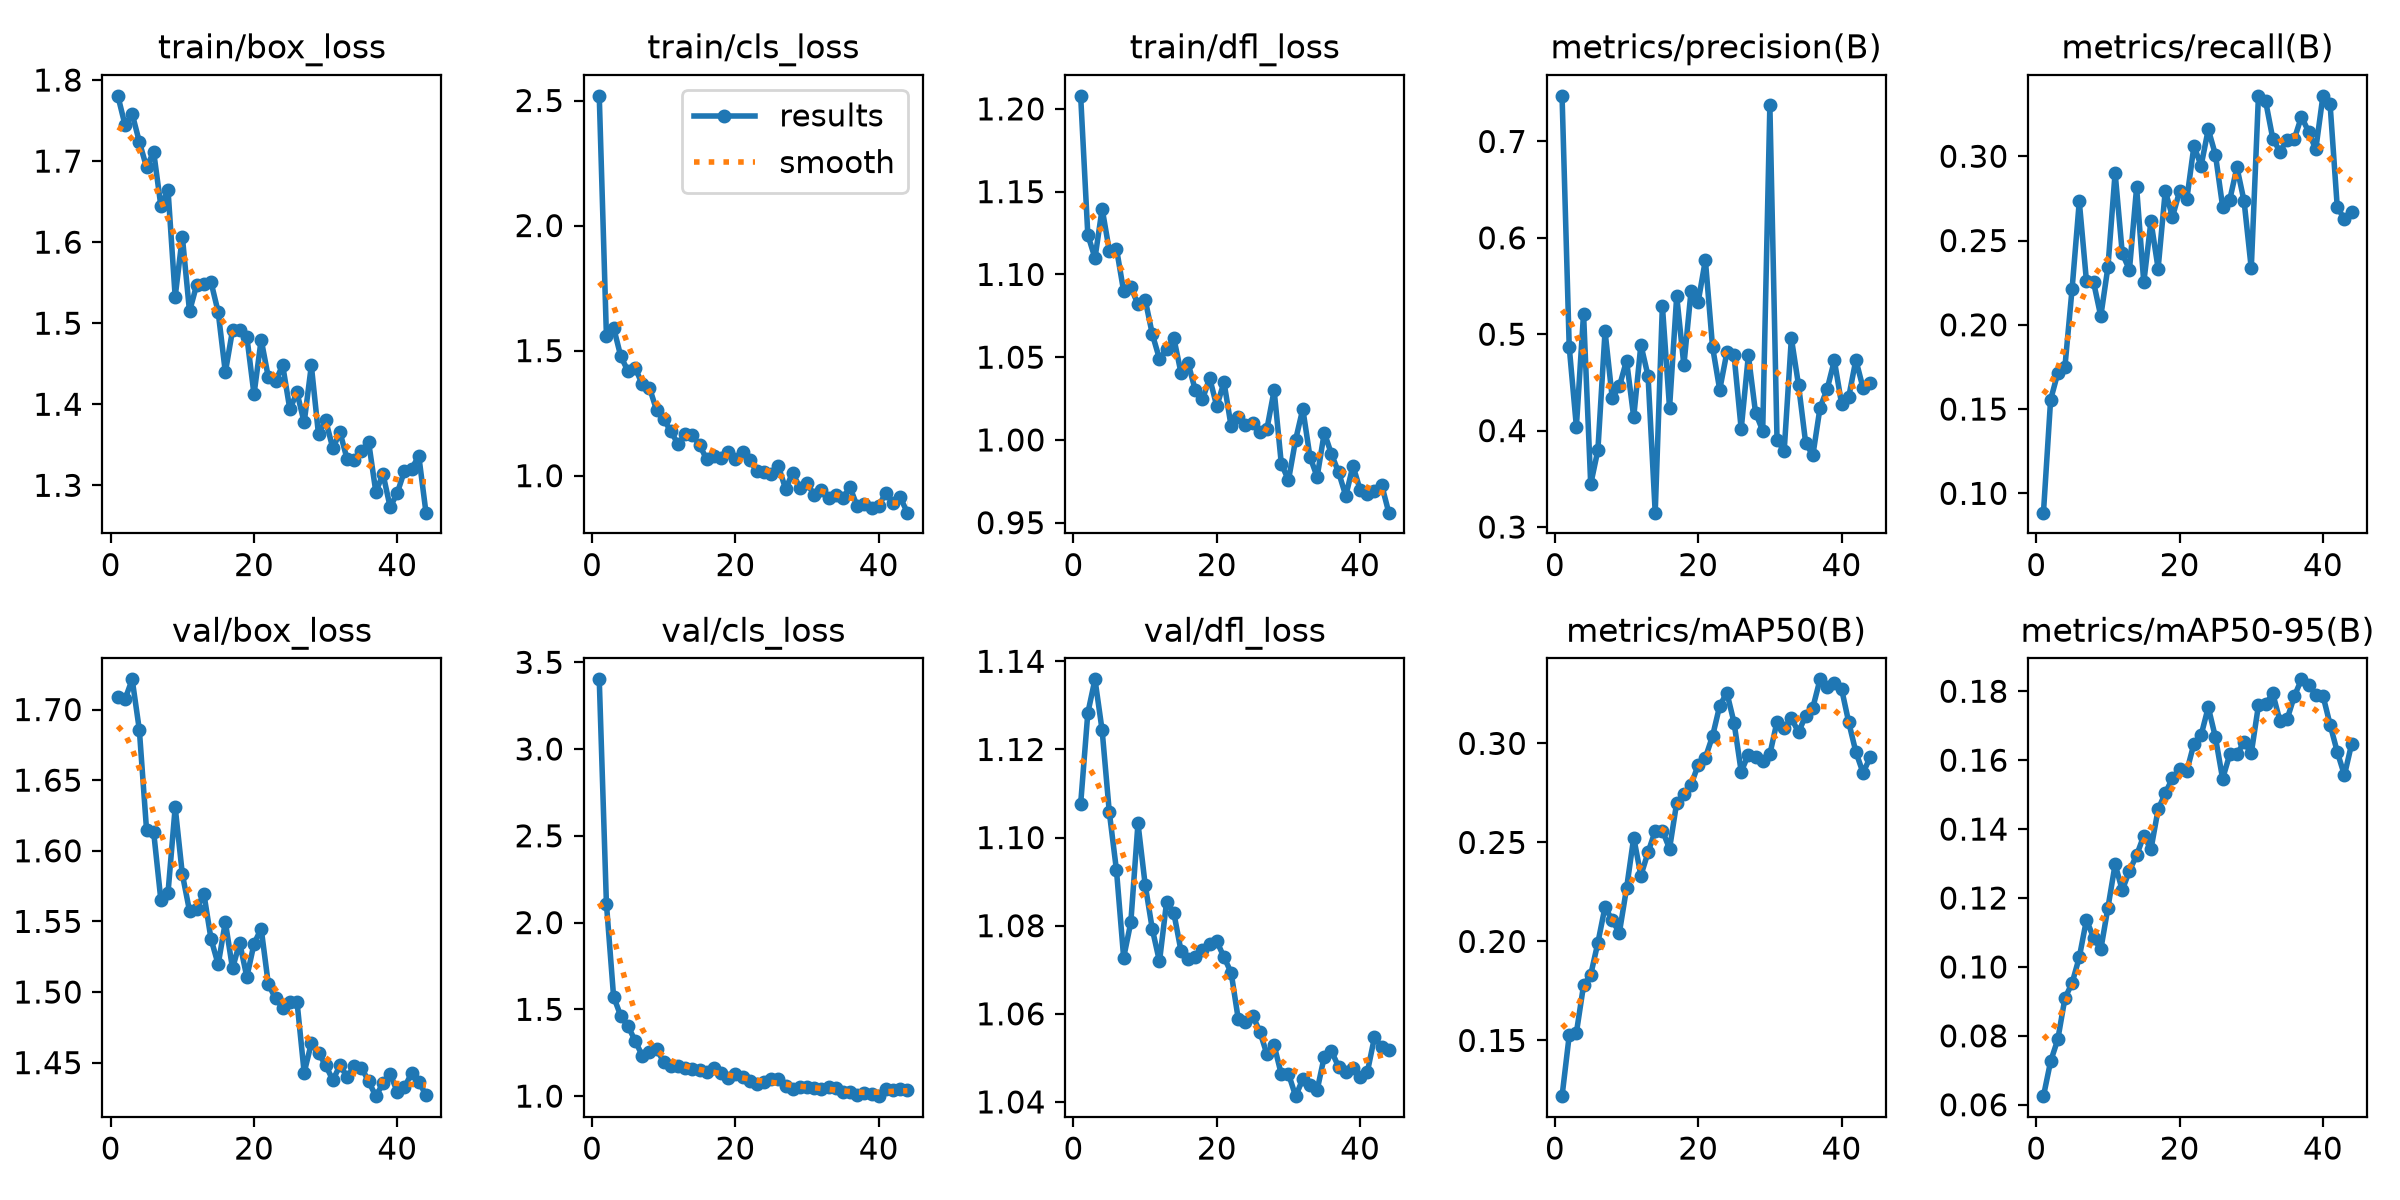 train/box_loss
train/cls_loss
train/dfl_loss
metrics/precision(B)
metrics/recall(B)
1.8
1.7
1.6
1.5
1.4
1.3
0 20 40
2.5
2.0
1.5
1.0
results
smooth
0 20 40
1.20
1.15
1.10
1.05
1.00
0.95
0 20 40
0.7
0.6
0.5
0.4
0.3
0 20 40
0.30
0.25
0.20
0.15
0.10
0 20 40
val/box_loss
val/cls_loss
val/dfl_loss
metrics/mAP50(B)
metrics/mAP50-95(B)
1.70
1.65
1.60
1.55
1.50
1.45
0 20 40
3.5
3.0
2.5
2.0
1.5
1.0
0 20 40
1.14
1.12
1.10
1.08
1.06
1.04
0 20 40
0.30
0.25
0.20
0.15
0 20 40
0.18
0.16
0.14
0.12
0.10
0.08
0.06
0 20 40